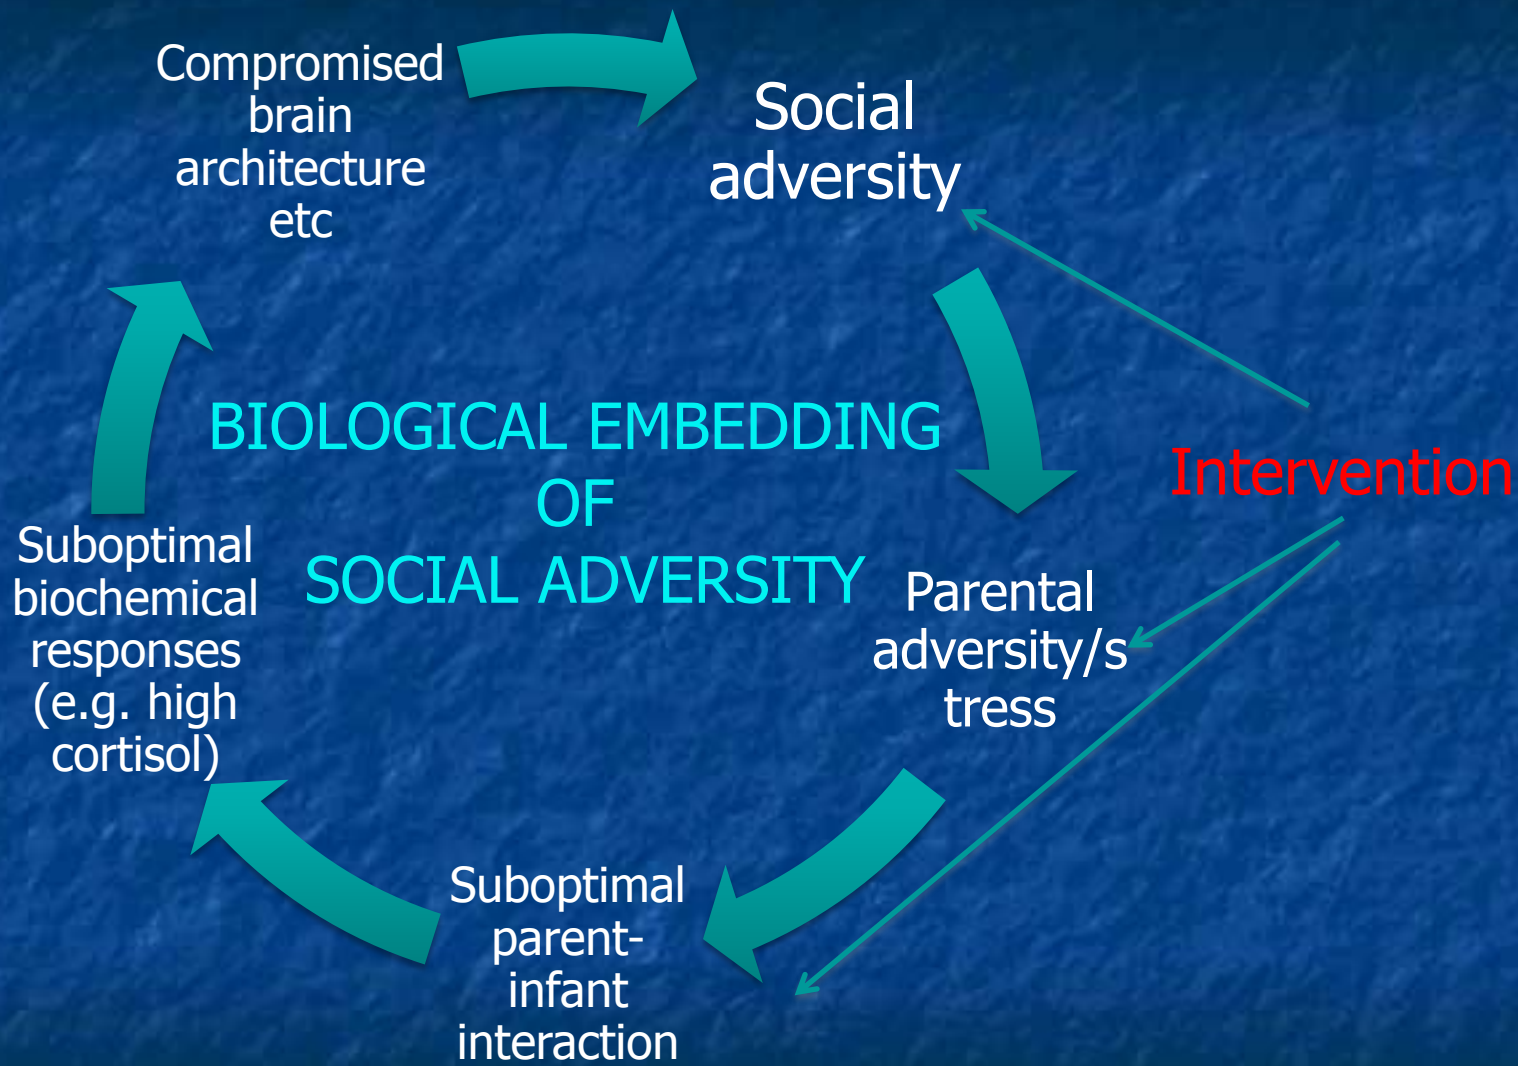 Compromised
brain
architecture
etc
Social
adversity
BIOLOGICAL EMBEDDING
OF
SOCIAL ADVERSITY
Intervention
Suboptimal
biochemical
responses
(e.g. high
cortisol)
Parental
adversity/s
tress
Suboptimal
parent-
infant
interaction